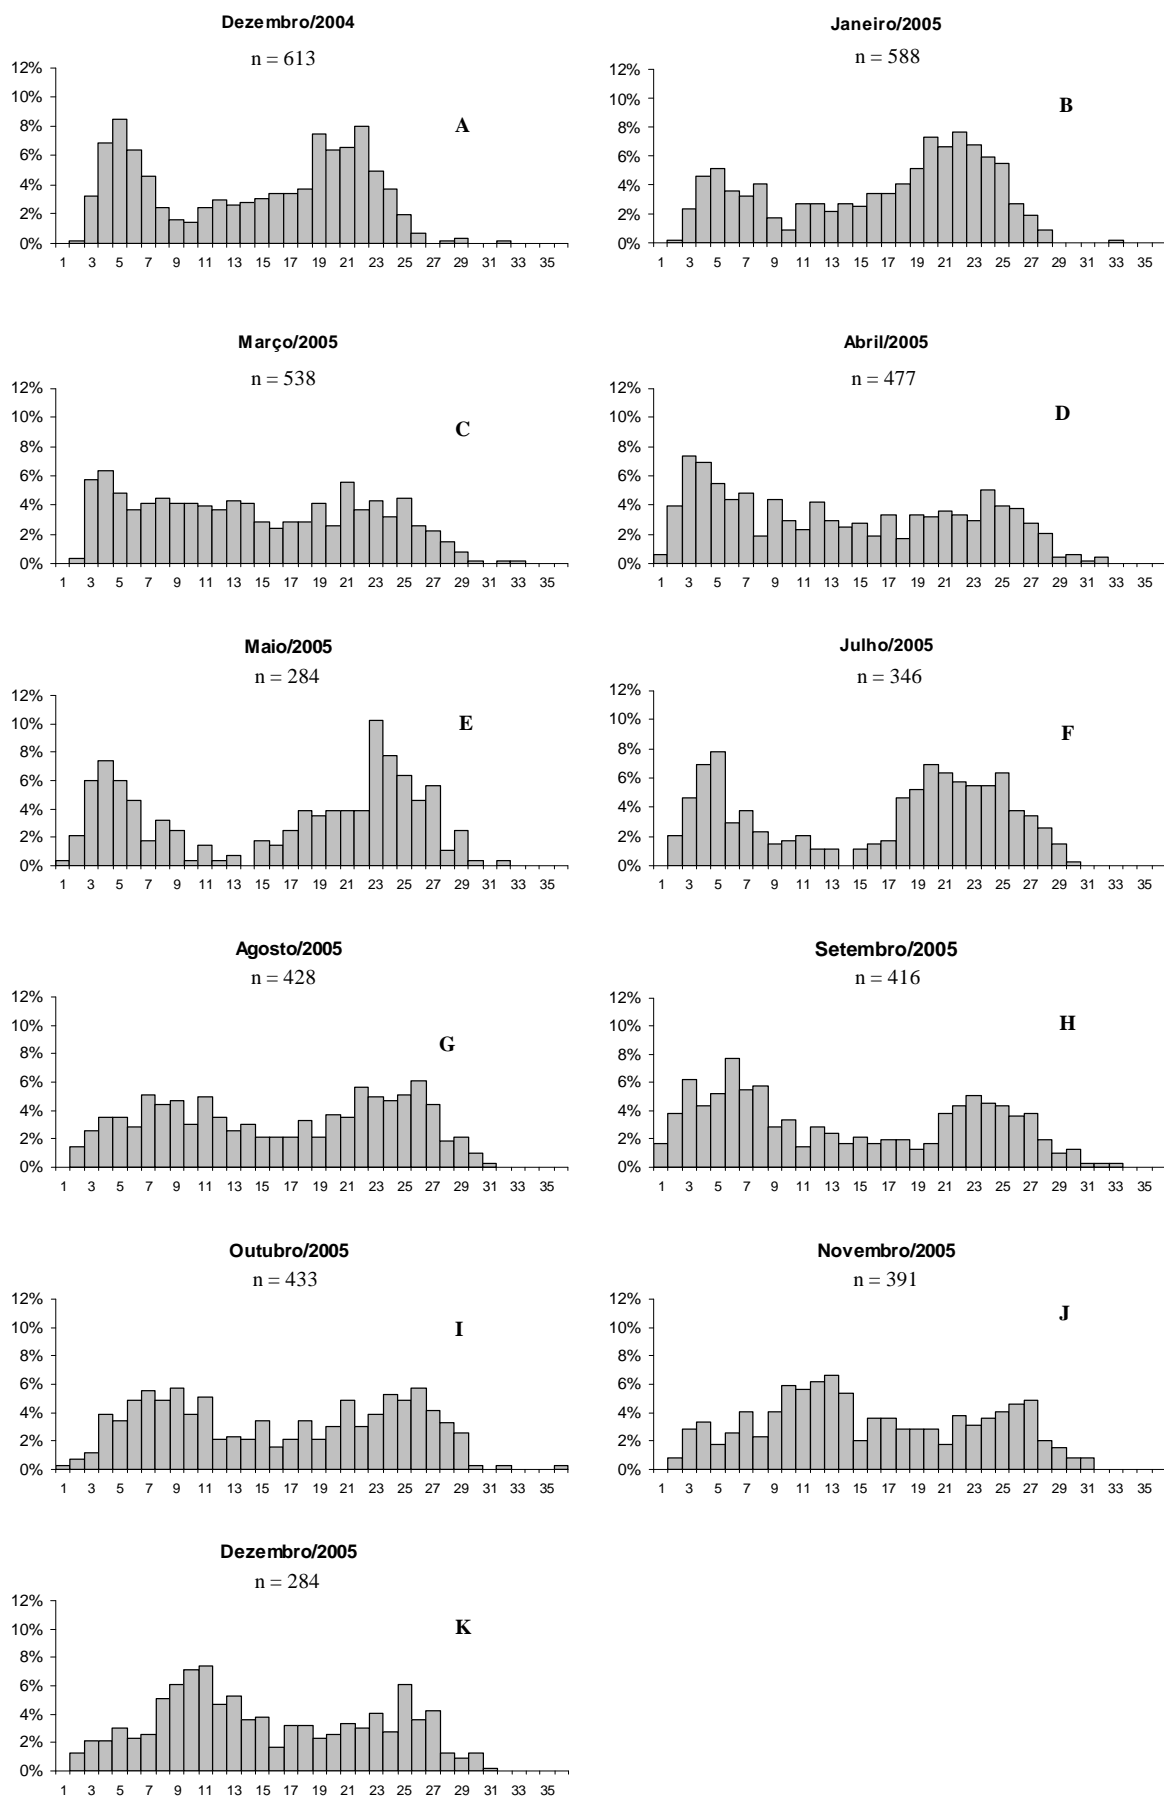 Dezembro/2004
n = 613
A
12%
10%
8%
6%
4%
2%
0%
1 3 5 7 9 11 13 15 17 19 21 23 25 27 29 31 33 35
Janeiro/2005
n = 588
B
12%
10%
8%
6%
4%
2%
0%
1 3 5 7 9 11 13 15 17 19 21 23 25 27 29 31 33 35
Março/2005
n = 538
C
12%
10%
8%
6%
4%
2%
0%
1 3 5 7 9 11 13 15 17 19 21 23 25 27 29 31 33 35
Abril/2005
n = 477
D
12%
10%
8%
6%
4%
2%
0%
1 3 5 7 9 11 13 15 17 19 21 23 25 27 29 31 33 35
Maio/2005
n = 284
E
12%
10%
8%
6%
4%
2%
0%
1 3 5 7 9 11 13 15 17 19 21 23 25 27 29 31 33 35
Julho/2005
n = 346
F
12%
10%
8%
6%
4%
2%
0%
1 3 5 7 9 11 13 15 17 19 21 23 25 27 29 31 33 35
Agosto/2005
n = 428
G
12%
10%
8%
6%
4%
2%
0%
1 3 5 7 9 11 13 15 17 19 21 23 25 27 29 31 33 35
Setembro/2005
n = 416
H
12%
10%
8%
6%
4%
2%
0%
1 3 5 7 9 11 13 15 17 19 21 23 25 27 29 31 33 35
Outubro/2005
n = 433
I
12%
10%
8%
6%
4%
2%
0%
1 3 5 7 9 11 13 15 17 19 21 23 25 27 29 31 33 35
Novembro/2005
n = 391
J
12%
10%
8%
6%
4%
2%
0%
1 3 5 7 9 11 13 15 17 19 21 23 25 27 29 31 33 35
Dezembro/2005
n = 284
K
12%
10%
8%
6%
4%
2%
0%
1 3 5 7 9 11 13 15 17 19 21 23 25 27 29 31 33 35